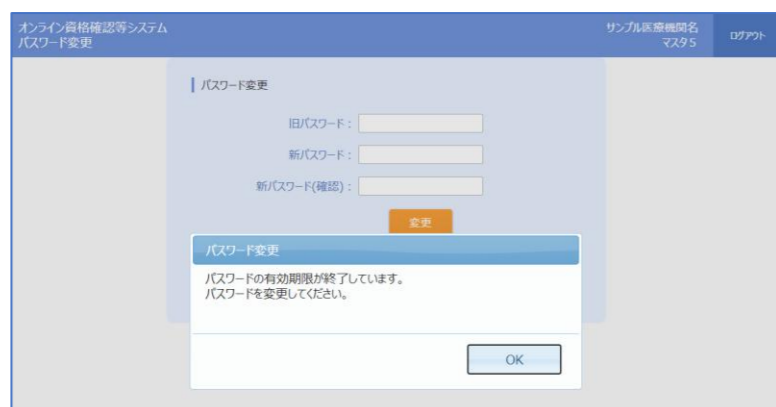 オンライン資格確認等システム
パスワード変更
サンプル医療機関名
マスタ5
ログアウト
パスワード変更
旧パスワード：
新パスワード：
新パスワード(確認)：
変更
パスワード変更
パスワードの有効期限が終了しています。
パスワードを変更してください。
OK